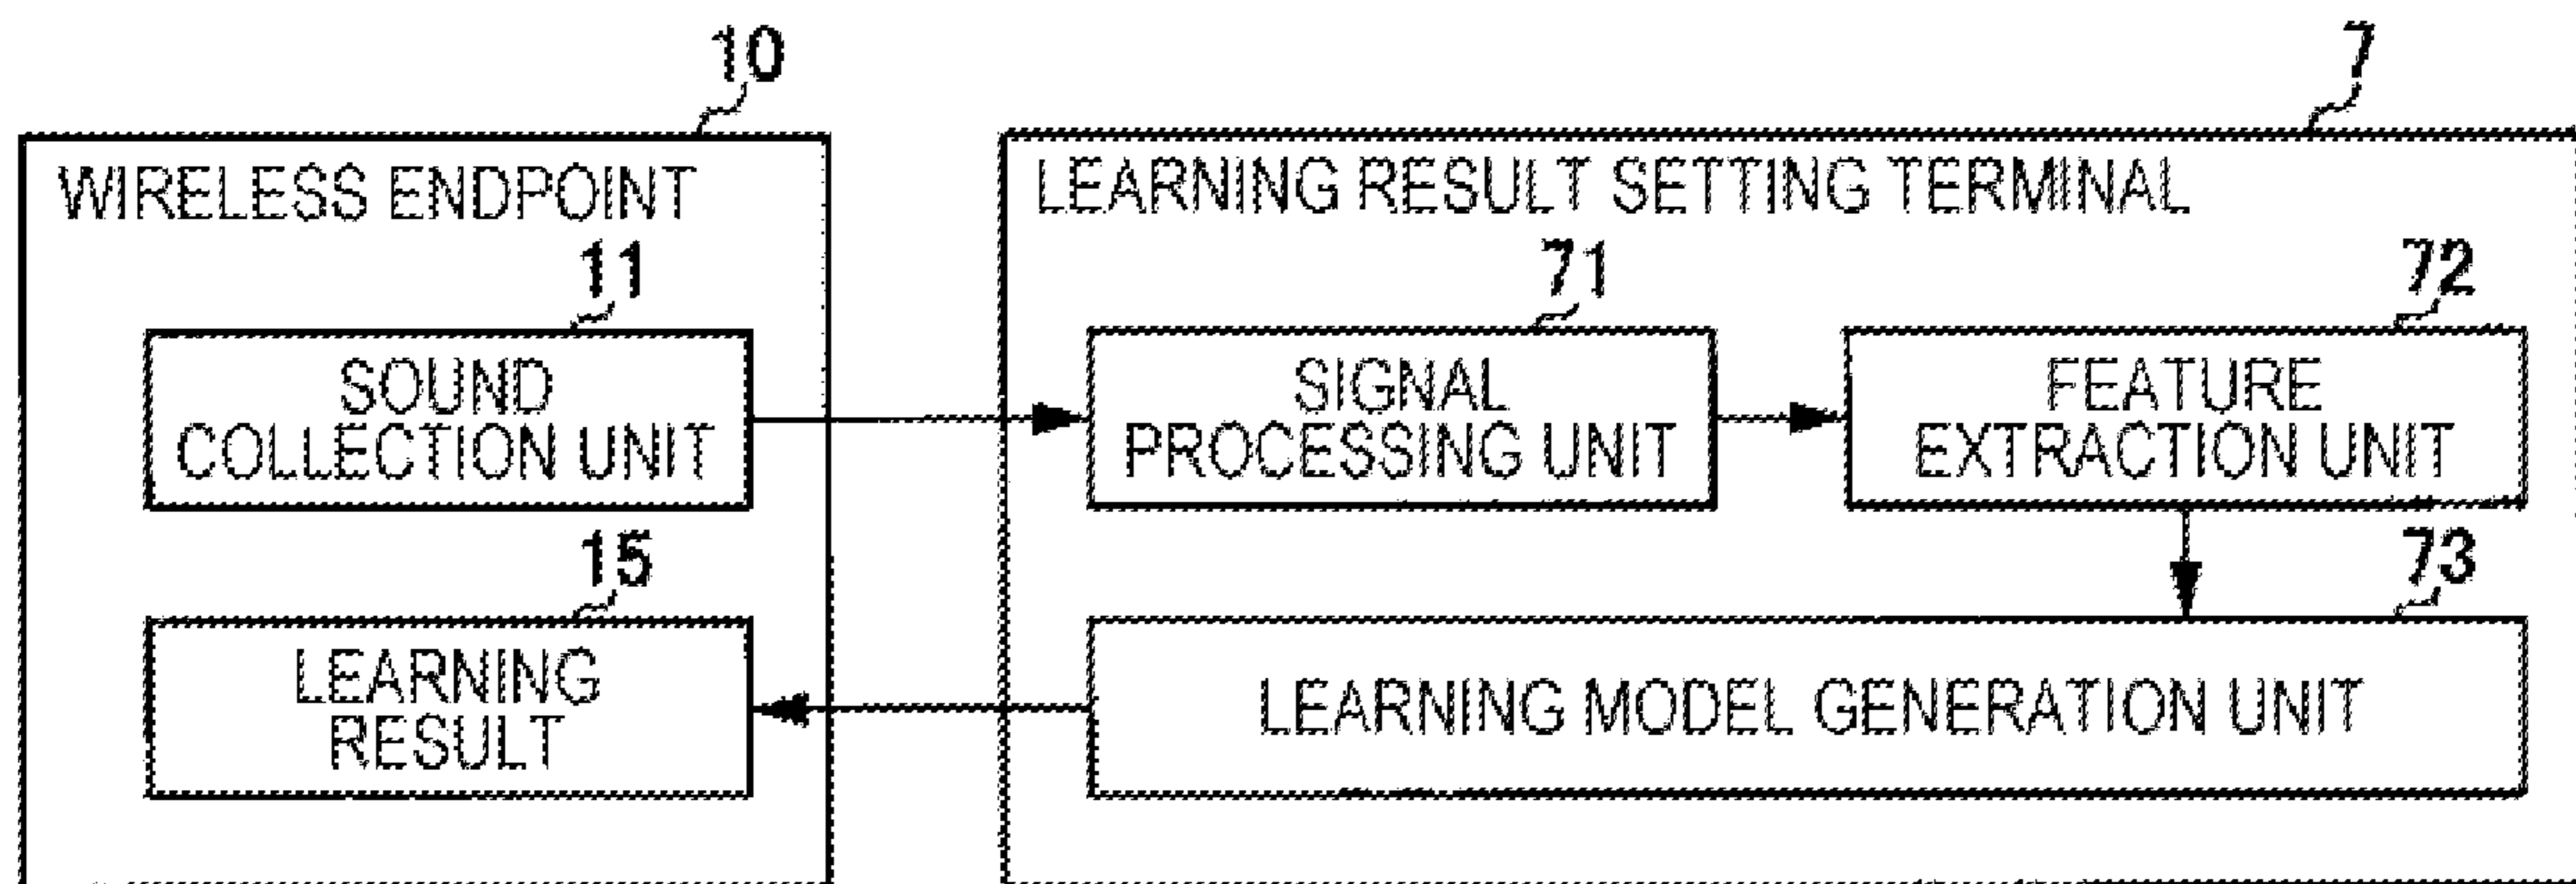 10
7
WIRELESS ENDPOINT
LEARNING RESULT SETTING TERMINAL
11
71
72
SOUND
COLLECTION UNIT
SIGNAL
PROCESSING UNIT
FEATURE
EXTRACTION UNIT
15
73
LEARNING
RESULT
LEARNING MODEL GENERATION UNIT